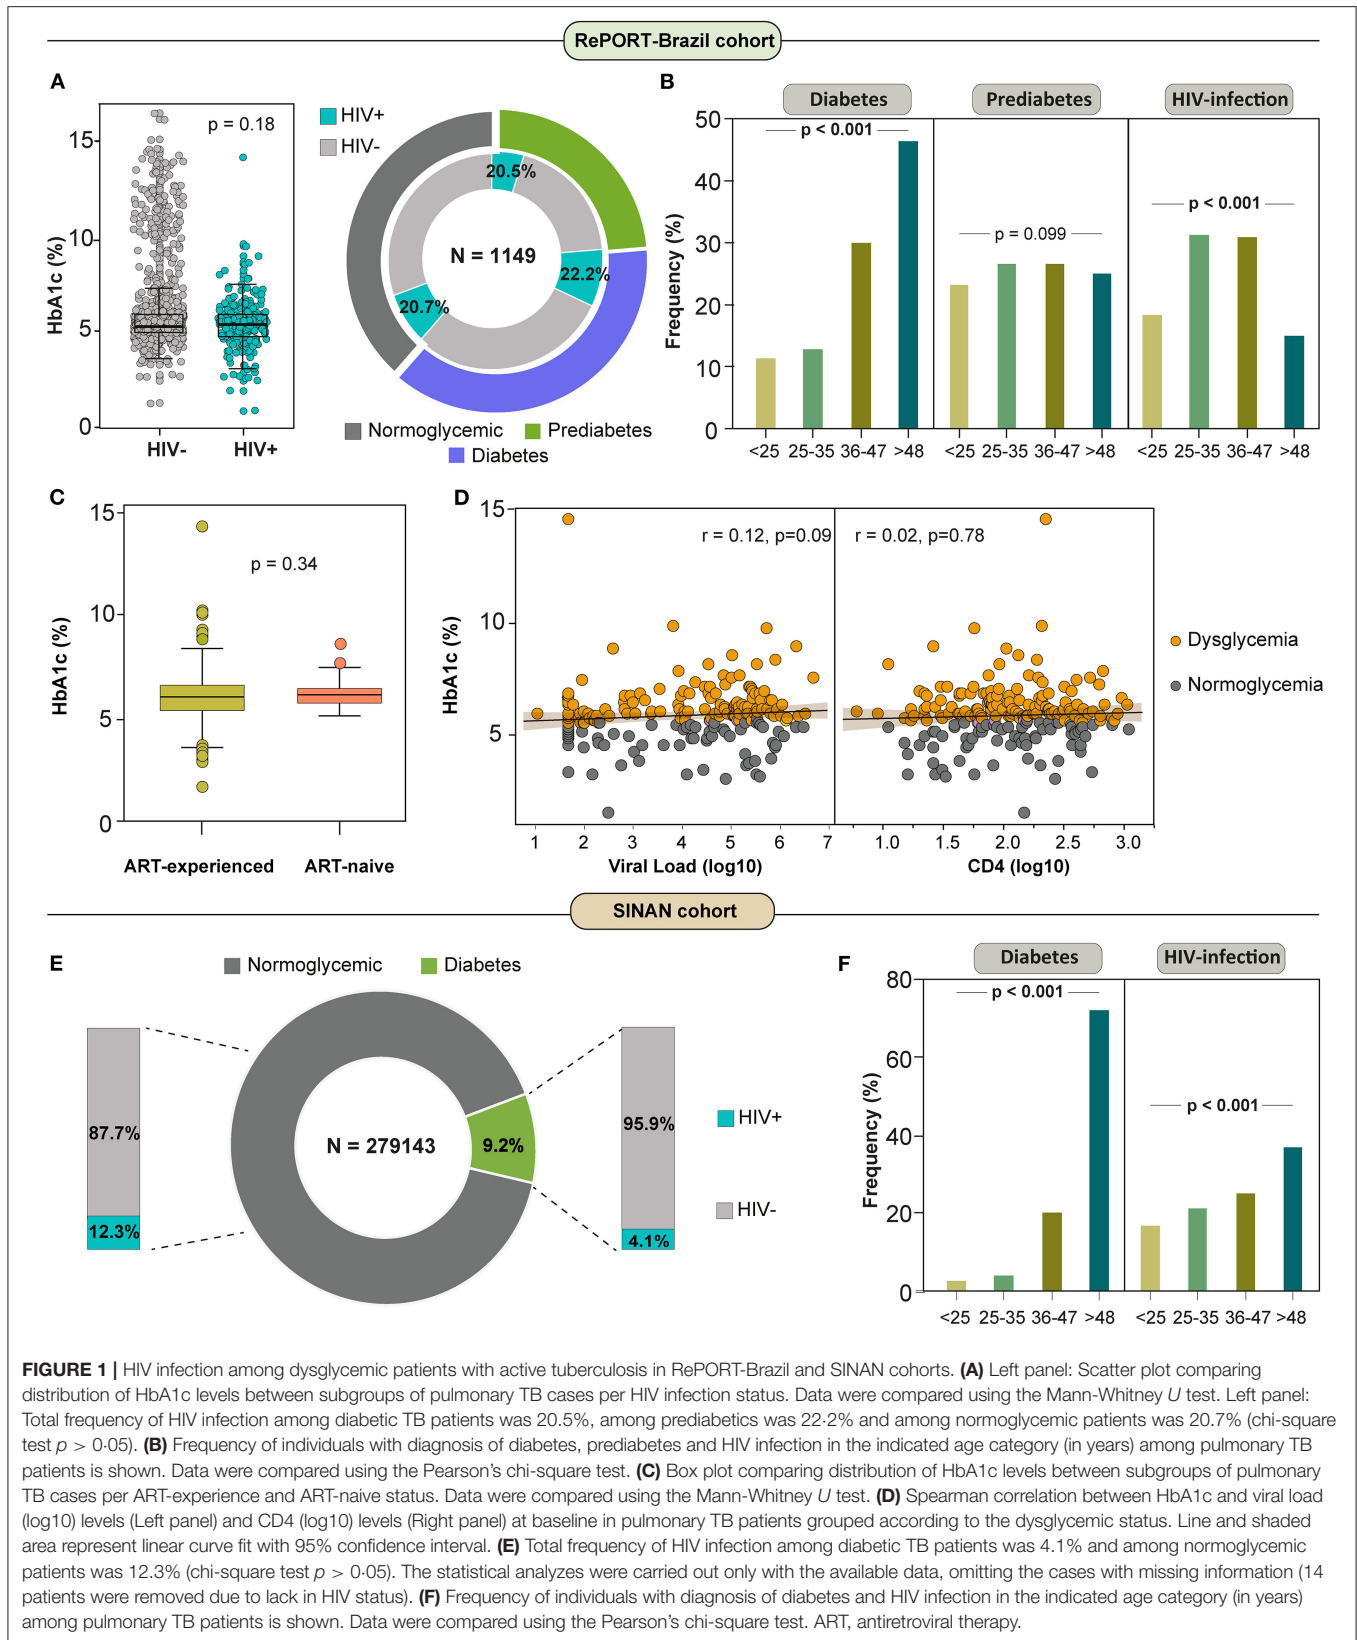 RePORT-Brazil cohort
A
p = 0.18
HbA1c (%)
15
10
5
0
HIV-
HIV+
HIV+
HIV-
20.5%
22.2%
20.7%
N = 1149
Normoglycemic
Prediabetes
Diabetes
B
Diabetes
Prediabetes
HIV-infection
Frequency (%)
50
40
30
20
10
0
p < 0.001
p = 0.099
p < 0.001
<25 25-35 36-47 >48
<25 25-35 36-47 >48
<25 25-35 36-47 >48
C
HbA1c (%)
15
10
5
0
p = 0.34
ART-experienced
ART-naive
D
HbA1c (%)
15
10
5
r = 0.12, p=0.09
r = 0.02, p=0.78
1 2 3 4 5 6 7
Viral Load (log10)
1.0 1.5 2.0 2.5 3.0
CD4 (log10)
Dysglycemia
Normoglycemia
SINAN cohort
E
Normoglycemic
Diabetes
87.7%
12.3%
N = 279143
9.2%
95.9%
4.1%
HIV+
HIV-
F
Diabetes
HIV-infection
Frequency (%)
80
60
40
20
0
p < 0.001
p < 0.001
<25 25-35 36-47 >48
<25 25-35 36-47 >48
FIGURE 1 | HIV infection among dysglycemic patients with active tuberculosis in RePORT-Brazil and SINAN cohorts. (A) Left panel: Scatter plot comparing
distribution of HbA1c levels between subgroups of pulmonary TB cases per HIV infection status. Data were compared using the Mann-Whitney U test. Left panel:
Total frequency of HIV infection among diabetic TB patients was 20.5%, among prediabetics was 22·2% and among normoglycemic patients was 20.7% (chi-square
test p > 0·05). (B) Frequency of individuals with diagnosis of diabetes, prediabetes and HIV infection in the indicated age category (in years) among pulmonary TB
patients is shown. Data were compared using the Pearson's chi-square test. (C) Box plot comparing distribution of HbA1c levels between subgroups of pulmonary
TB cases per ART-experience and ART-naive status. Data were compared using the Mann-Whitney U test. (D) Spearman correlation between HbA1c and viral load
(log10) levels (Left panel) and CD4 (log10) levels (Right panel) at baseline in pulmonary TB patients grouped according to the dysglycemic status. Line and shaded
area represent linear curve fit with 95% confidence interval. (E) Total frequency of HIV infection among diabetic TB patients was 4.1% and among normoglycemic
patients was 12.3% (chi-square test p > 0.05). The statistical analyzes were carried out only with the available data, omitting the cases with missing information (14
patients were removed due to lack in HIV status). (F) Frequency of individuals with diagnosis of diabetes and HIV infection in the indicated age category (in years)
among pulmonary TB patients is shown. Data were compared using the Pearson's chi-square test. ART, antiretroviral therapy.